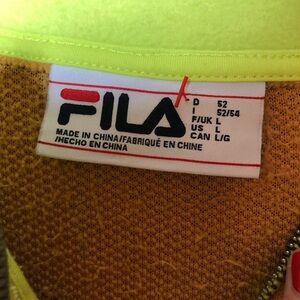 FILA
D 52
I 52/54
F/UK L
US L
CAN L/G
MADE IN CHINA/FABRIQUÉ EN CHINE
/HECHO EN CHINA